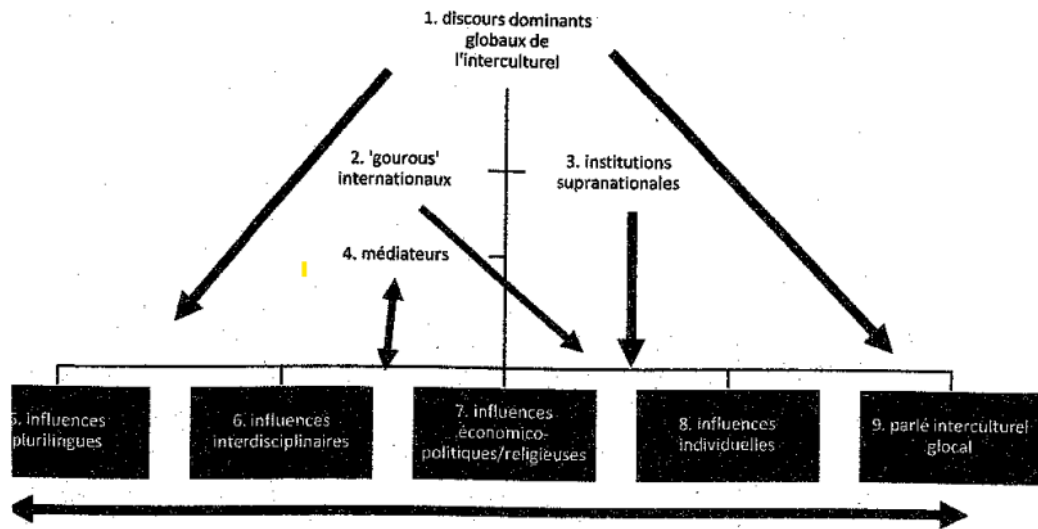 1. discours dominants
globaux de
l'interculturel
2. 'gourous'
internationaux
3. institutions
supranationales
4. médiateurs
5. influences
plurilingues
6. influences
interdisciplinaires
7. influences
économico-
politiques/religieuses
8. influences
individuelles
9. parlé interculturel
glocal